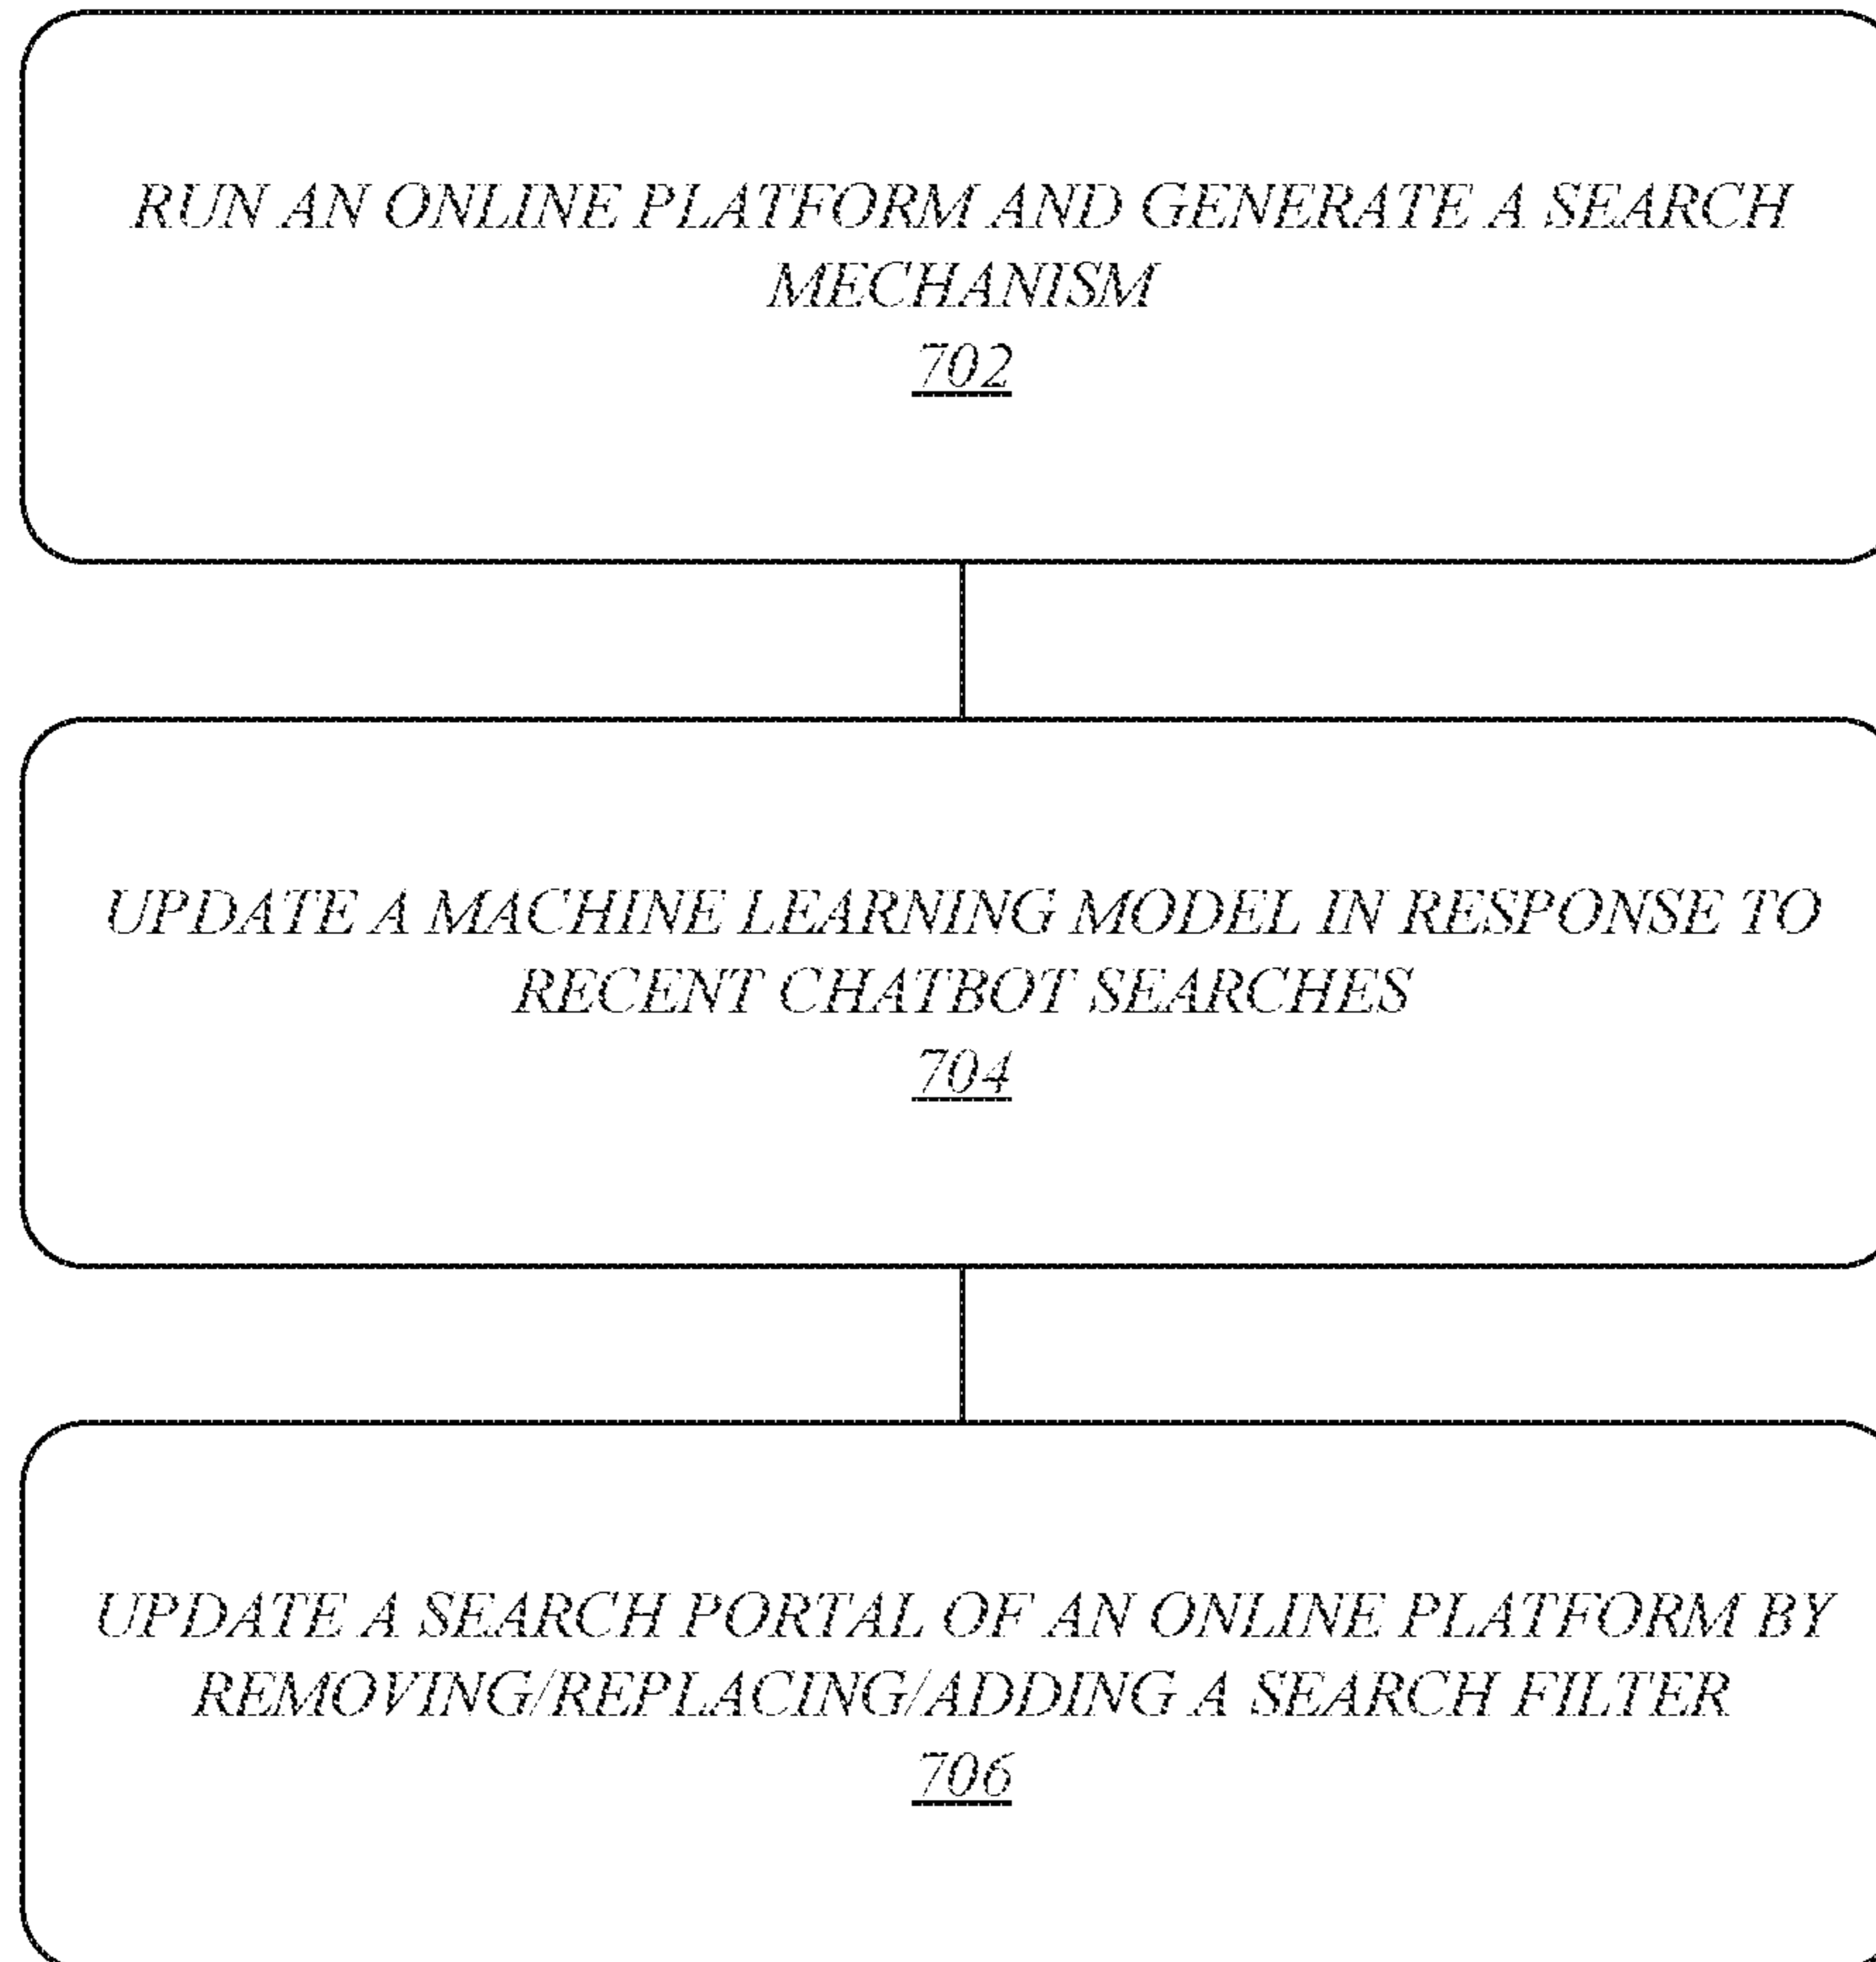 RUN AN ONLINE PLATFORM AND GENERATE A SEARCH
MECHANISM
702
UPDATE A MACHINE LEARNING MODEL IN RESPONSE TO
RECENT CHATBOT SEARCHES
704
UPDATE A SEARCH PORTAL OF AN ONLINE PLATFORM BY
REMOVING/REPLACING/ADDING A SEARCH FILTER
706